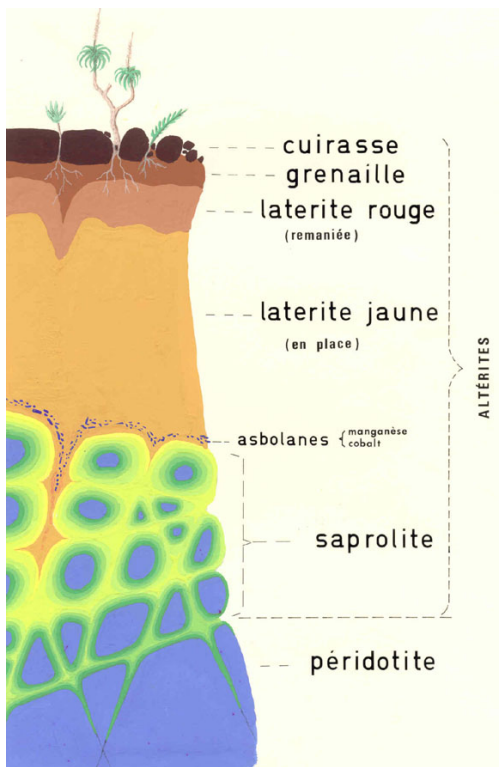 cuirasse
grenaille
laterite rouge
(remaniée)
laterite jaune
(en place)
ALTÉRITES
asbolanes { manganèse
cobalt
saprolite
péridotite